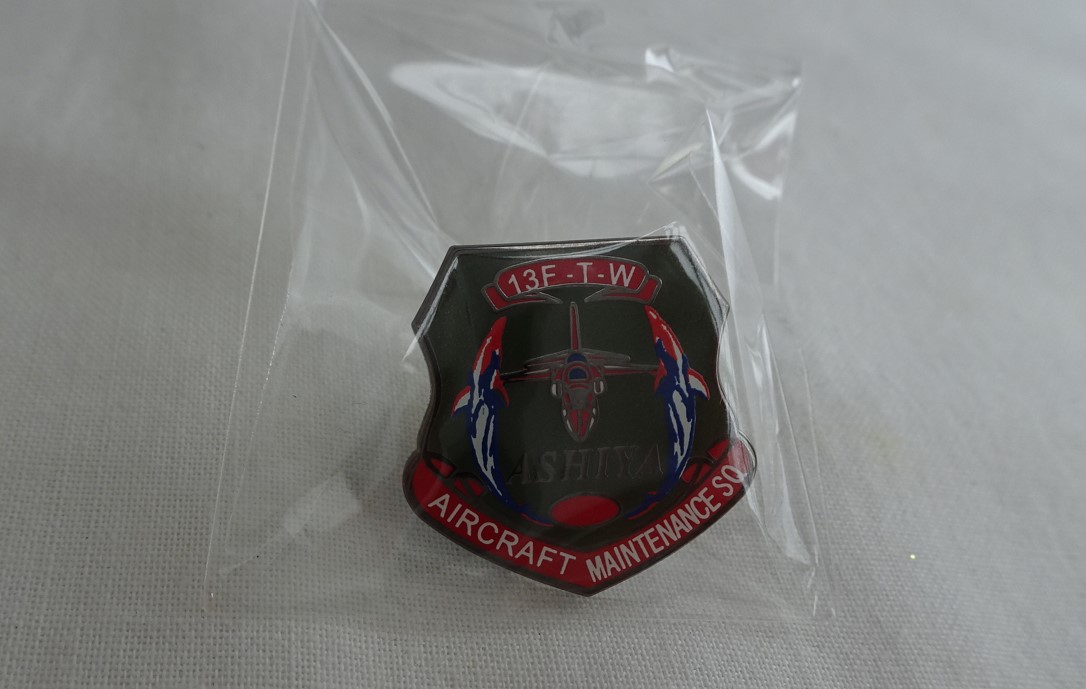 13F-T-W
ASHIYA
AIRCRAFT MAINTENANCE SQ